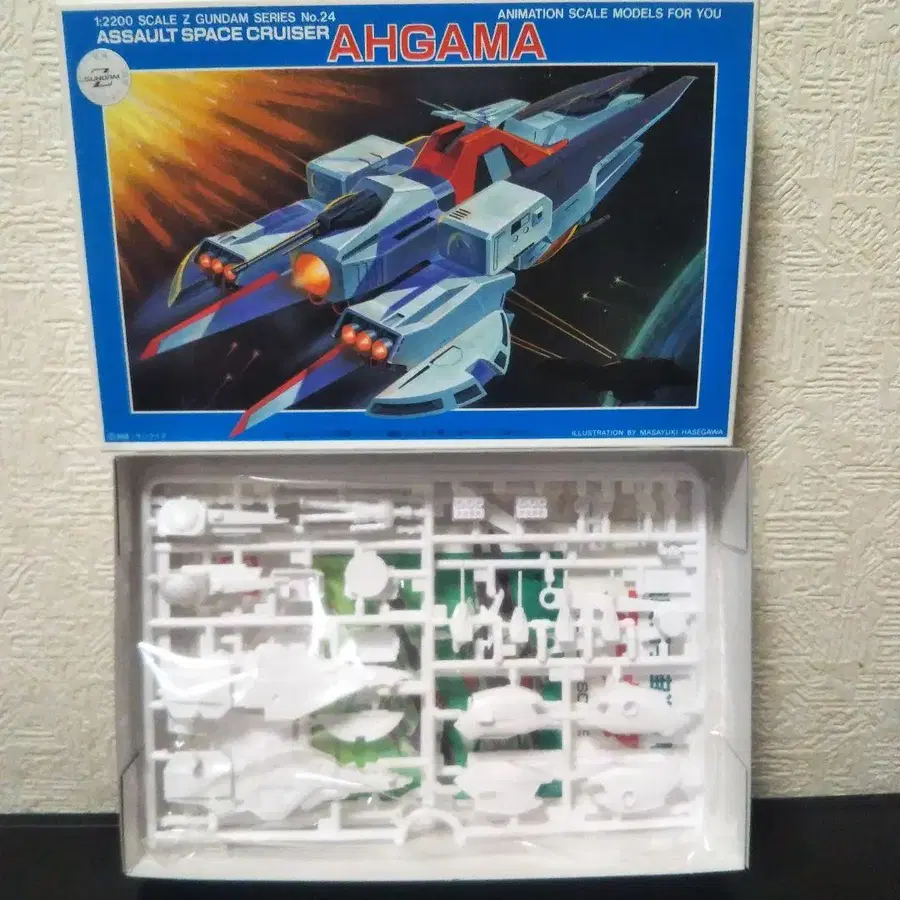 1:2200 SCALE Z GUNDAM SERIES No.24
ANIMATION SCALE MODELS FOR YOU
ASSAULT SPACE CRUISER
AHGAMA
Z
ILLUSTRATION BY MASAYUKI HASEGAWA